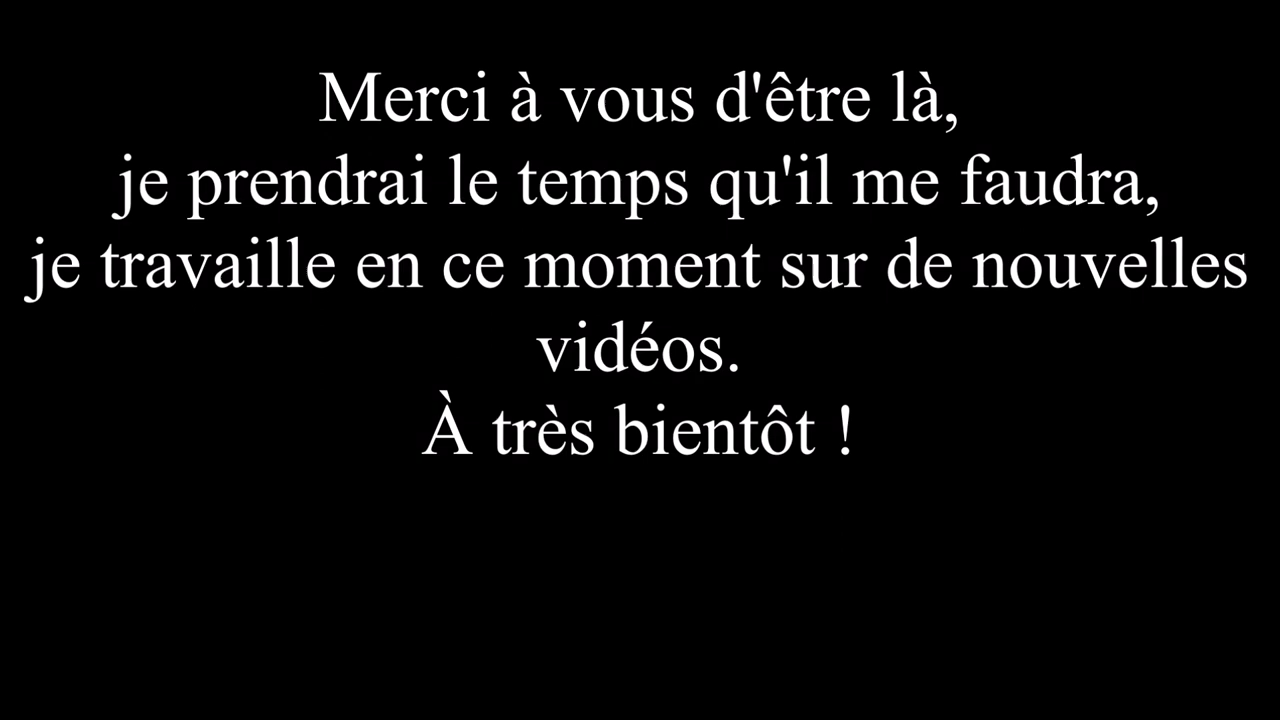 Merci à vous d'être là,
je prendrai le temps qu'il me faudra,
je travaille en ce moment sur de nouvelles
vidéos.
À très bientôt !